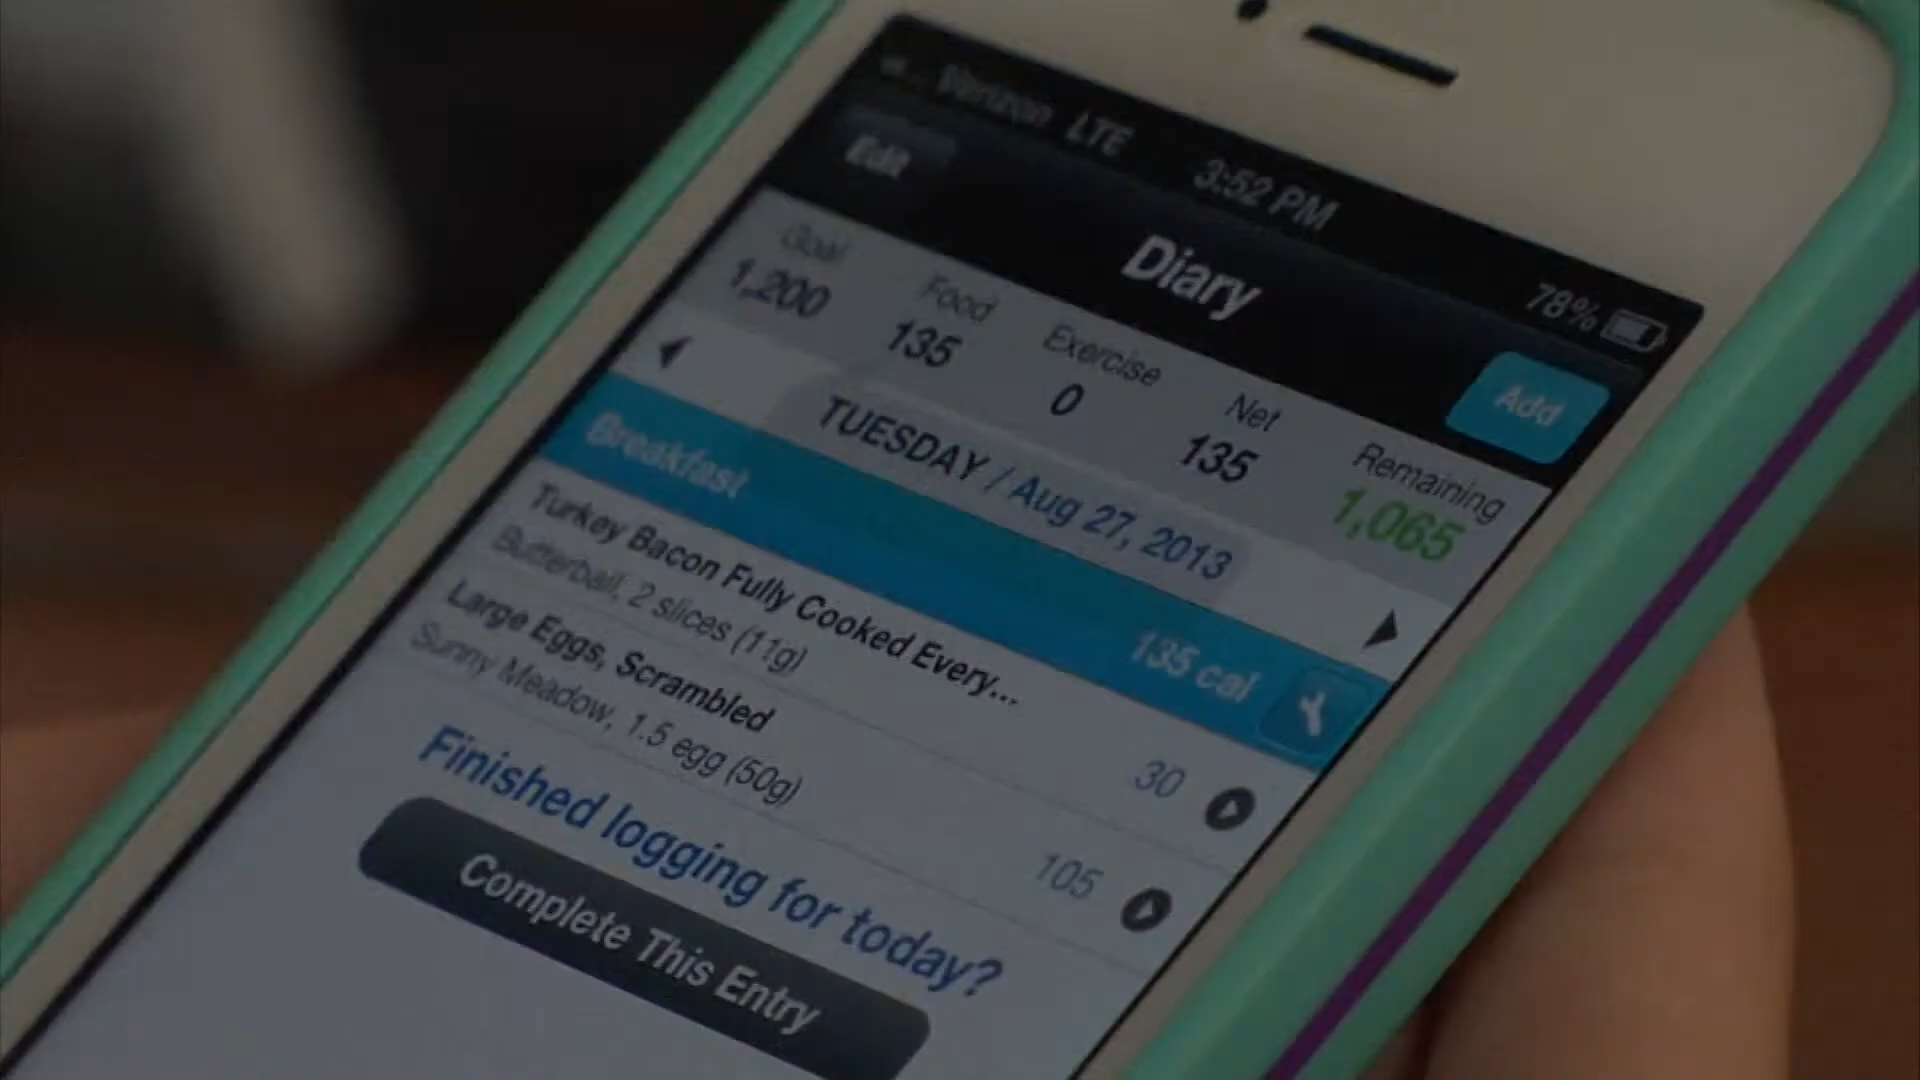 Verizon LTE 3:52 PM 78%
Edit Diary Add
Goal Food Exercise Net Remaining
1,200 135 0 135 1,065
TUESDAY / Aug 27, 2013
Breakfast 135 cal
Turkey Bacon Fully Cooked Every...
Butterball, 2 slices (11g) 30
Large Eggs, Scrambled
Sunny Meadow, 1.5 egg (50g) 105
Finished logging for today?
Complete This Entry